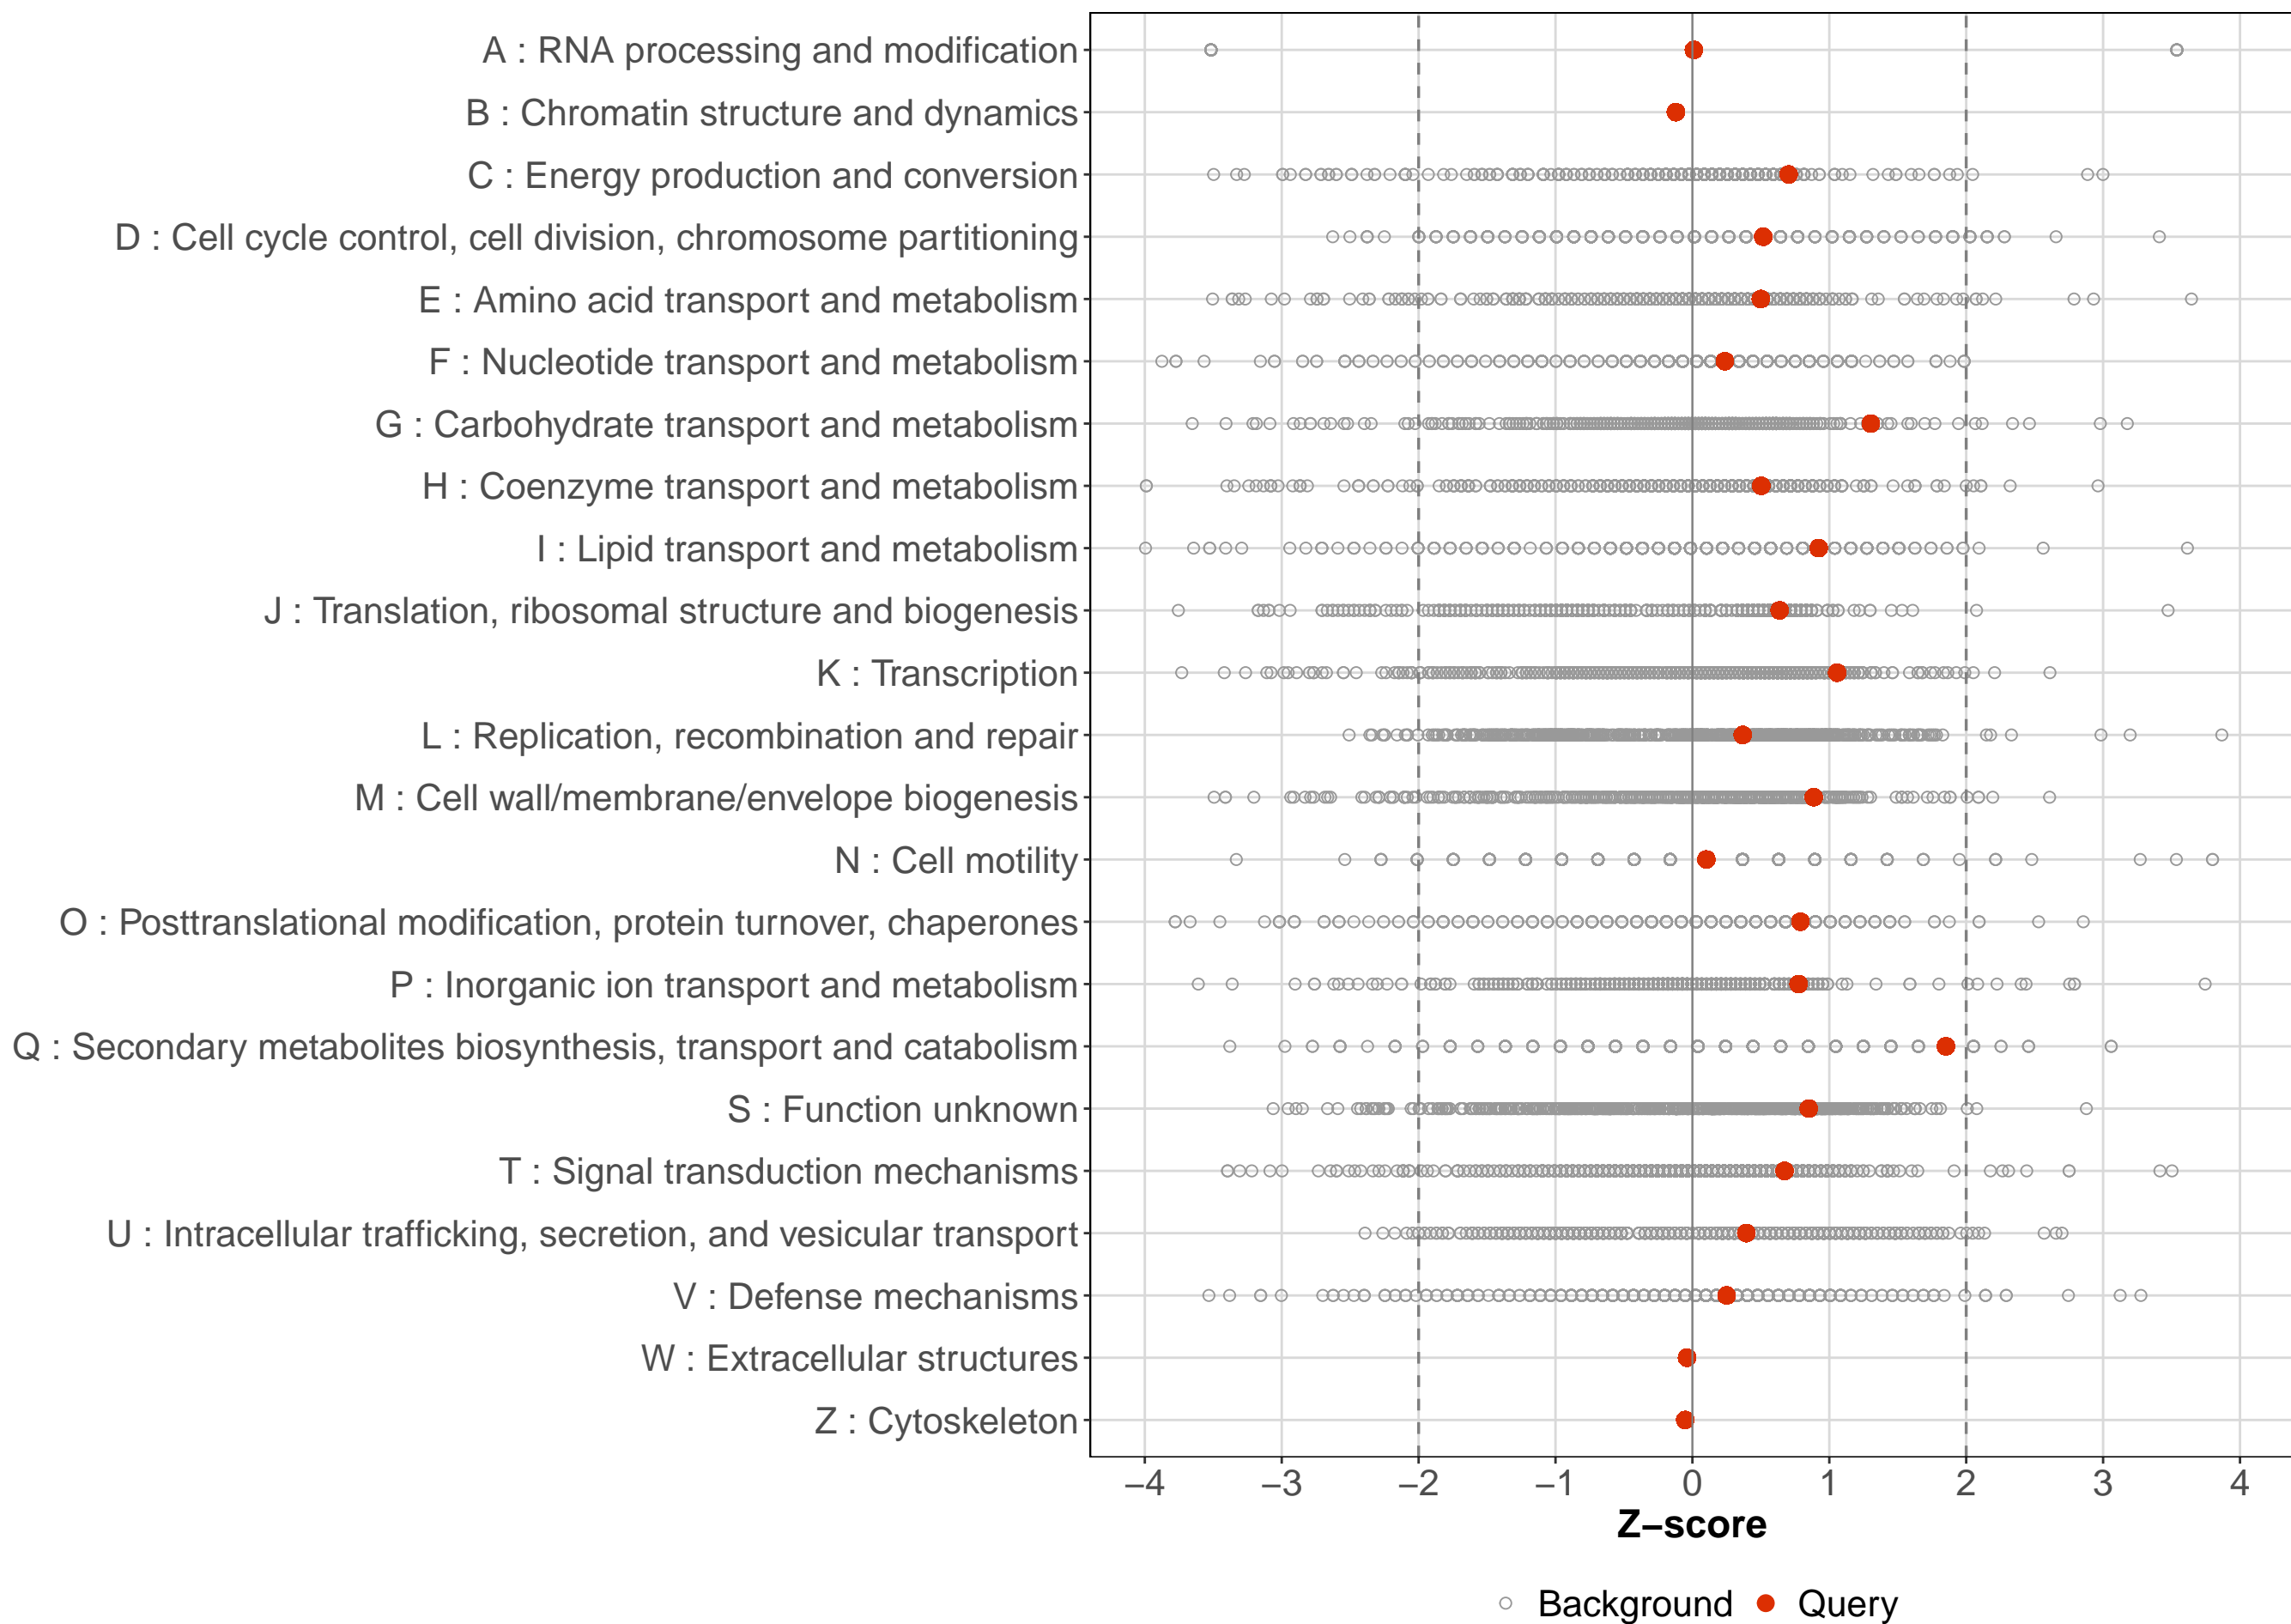 A : RNA processing and modification
B : Chromatin structure and dynamics
C : Energy production and conversion
D : Cell cycle control, cell division, chromosome partitioning
E : Amino acid transport and metabolism
F : Nucleotide transport and metabolism
G : Carbohydrate transport and metabolism
H : Coenzyme transport and metabolism
I : Lipid transport and metabolism
J : Translation, ribosomal structure and biogenesis
K : Transcription
L : Replication, recombination and repair
M : Cell wall/membrane/envelope biogenesis
N : Cell motility
O : Posttranslational modification, protein turnover, chaperones
P : Inorganic ion transport and metabolism
Q : Secondary metabolites biosynthesis, transport and catabolism
S : Function unknown
T : Signal transduction mechanisms
U : Intracellular trafficking, secretion, and vesicular transport
V : Defense mechanisms
W : Extracellular structures
Z : Cytoskeleton
−4 −3 −2 −1 0 1 2 3 4
Z−score
Background Query